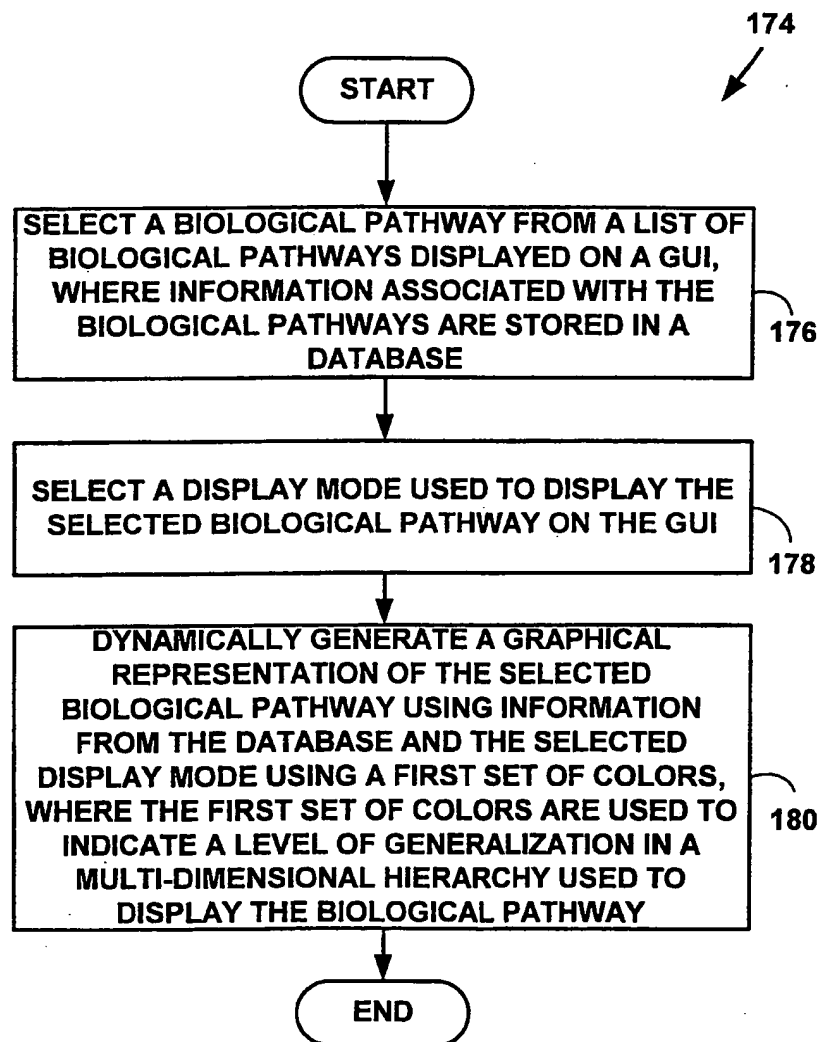 174
START
SELECT A BIOLOGICAL PATHWAY FROM A LIST OF
BIOLOGICAL PATHWAYS DISPLAYED ON A GUI,
WHERE INFORMATION ASSOCIATED WITH THE
BIOLOGICAL PATHWAYS ARE STORED IN A
DATABASE
176
SELECT A DISPLAY MODE USED TO DISPLAY THE
SELECTED BIOLOGICAL PATHWAY ON THE GUI
178
DYNAMICALLY GENERATE A GRAPHICAL
REPRESENTATION OF THE SELECTED
BIOLOGICAL PATHWAY USING INFORMATION
FROM THE DATABASE AND THE SELECTED
DISPLAY MODE USING A FIRST SET OF COLORS,
WHERE THE FIRST SET OF COLORS ARE USED TO
INDICATE A LEVEL OF GENERALIZATION IN A
MULTI-DIMENSIONAL HIERARCHY USED TO
DISPLAY THE BIOLOGICAL PATHWAY
180
END